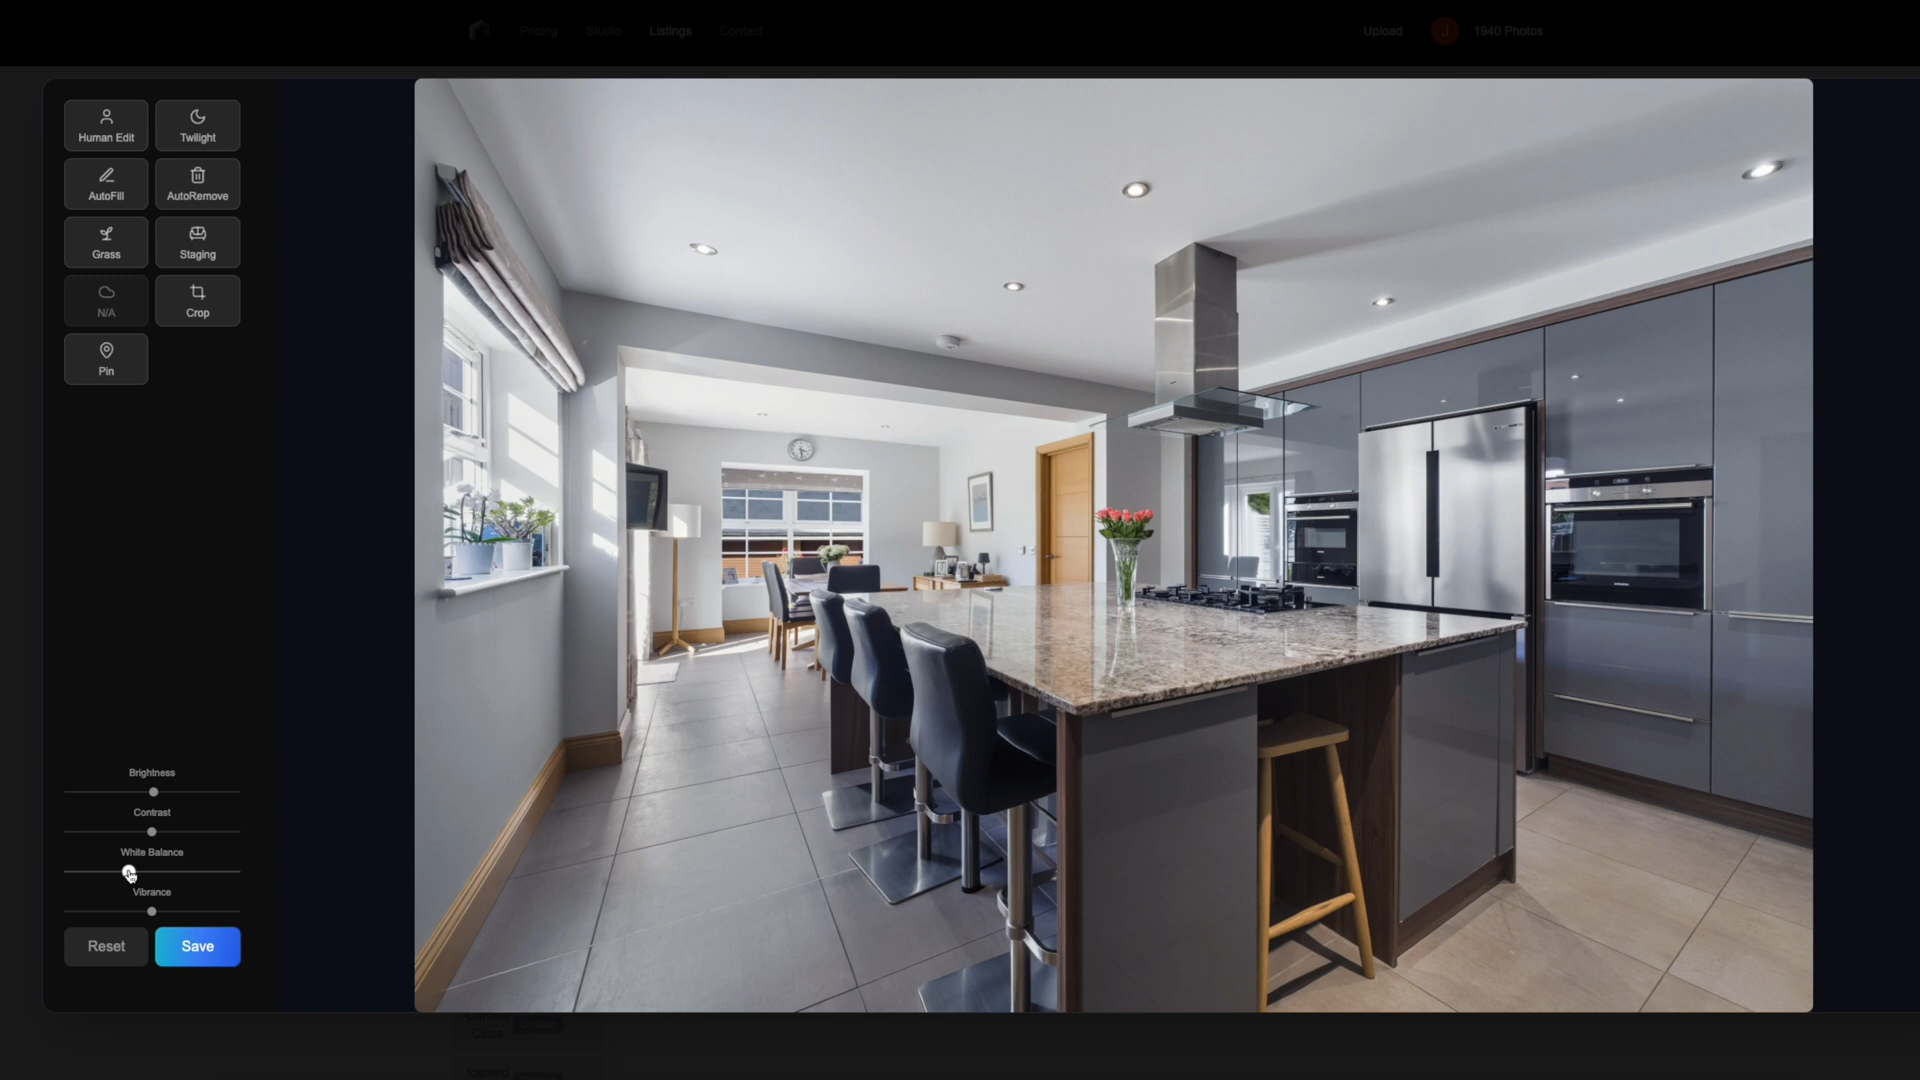 Pricing Studio Listings Contact Upload J 1940 Photos
Human Edit Twilight
AutoFill AutoRemove
Grass Staging
N/A Crop
Pin
Brightness
Contrast
White Balance
Vibrance
Reset Save
Close